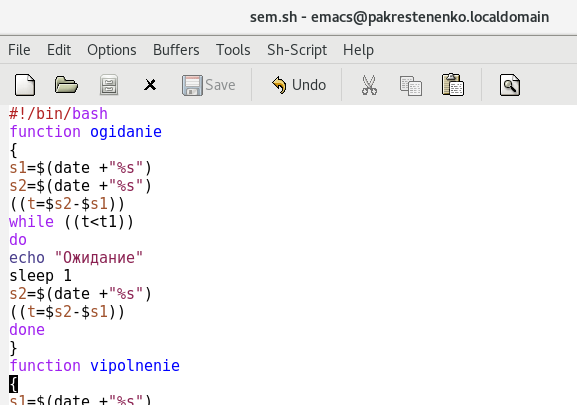 sem.sh - emacs@pakrestenenko.localdomain
File Edit Options Buffers Tools Sh-Script Help
Save Undo
#!/bin/bash
function ogidanie
{
s1=$(date +"%s")
s2=$(date +"%s")
((t=$s2-$s1))
while ((t<t1))
do
echo "Ожидание"
sleep 1
s2=$(date +"%s")
((t=$s2-$s1))
done
}
function vipolnenie
{
s1=$(date +"%s")